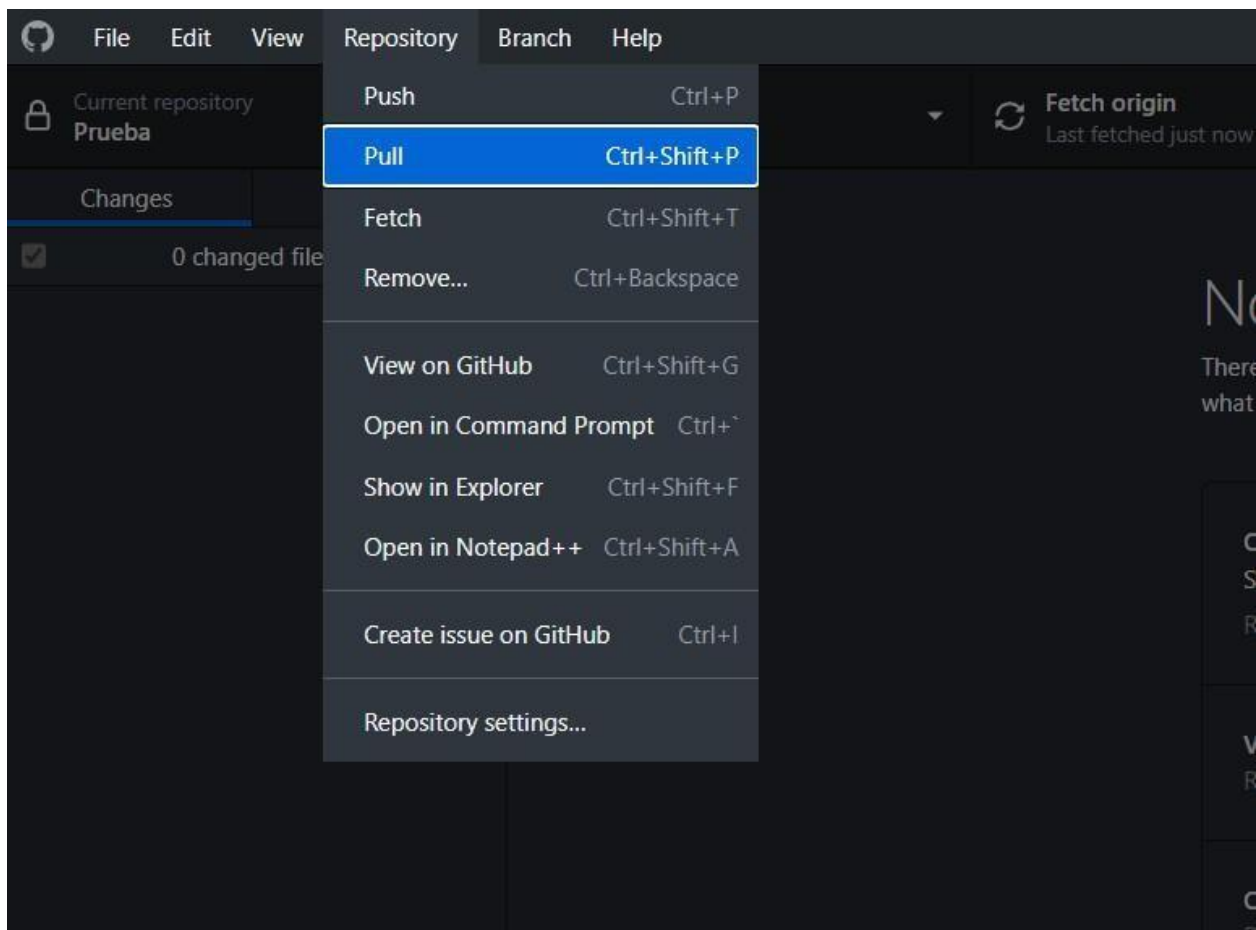 File Edit View Repository Branch Help
Current repository
Prueba
Fetch origin
Last fetched just now
Push Ctrl+P
Pull Ctrl+Shift+P
Fetch Ctrl+Shift+T
Remove... Ctrl+Backspace
View on GitHub Ctrl+Shift+G
Open in Command Prompt Ctrl+`
Show in Explorer Ctrl+Shift+F
Open in Notepad++ Ctrl+Shift+A
Create issue on GitHub Ctrl+I
Repository settings...
Changes
0 changed file
No
There
what